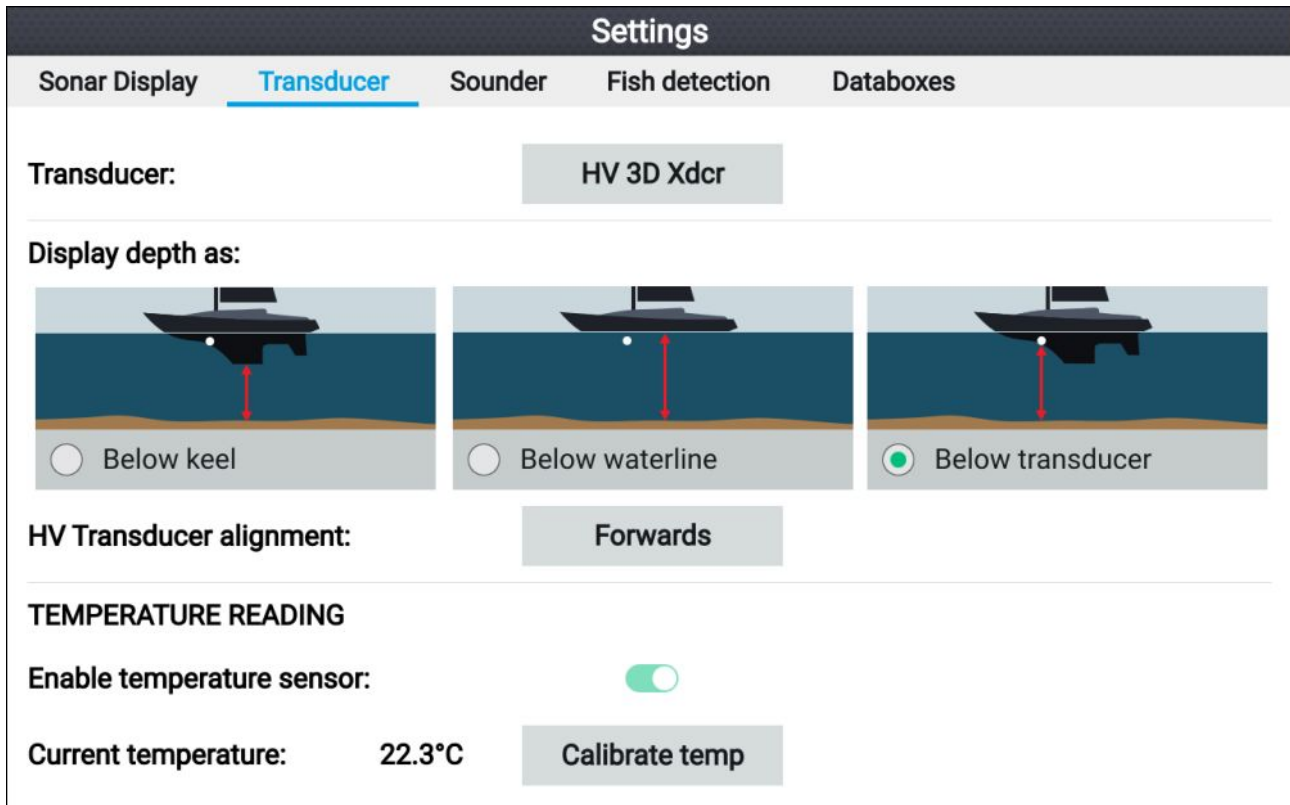 Settings
Sonar Display Transducer Sounder Fish detection Databoxes
Transducer: HV 3D Xdcr
Display depth as:
Below keel Below waterline Below transducer
HV Transducer alignment: Forwards
TEMPERATURE READING
Enable temperature sensor:
Current temperature: 22.3°C Calibrate temp